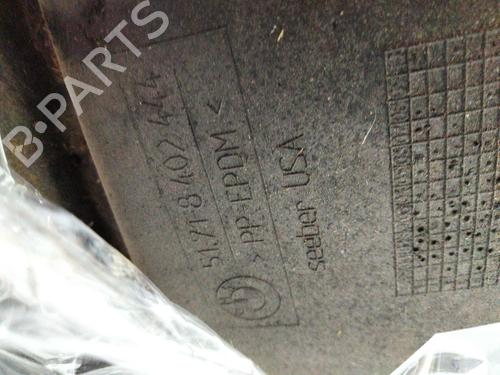 B-PARTS
51.71-8 402 444
> PP. EPDM <
seeber USA